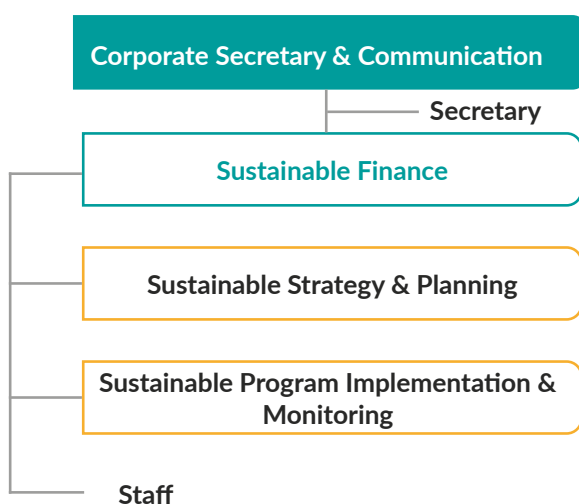 Corporate Secretary & Communication
Secretary
Sustainable Finance
Sustainable Strategy & Planning
Sustainable Program Implementation &
Monitoring
Staff